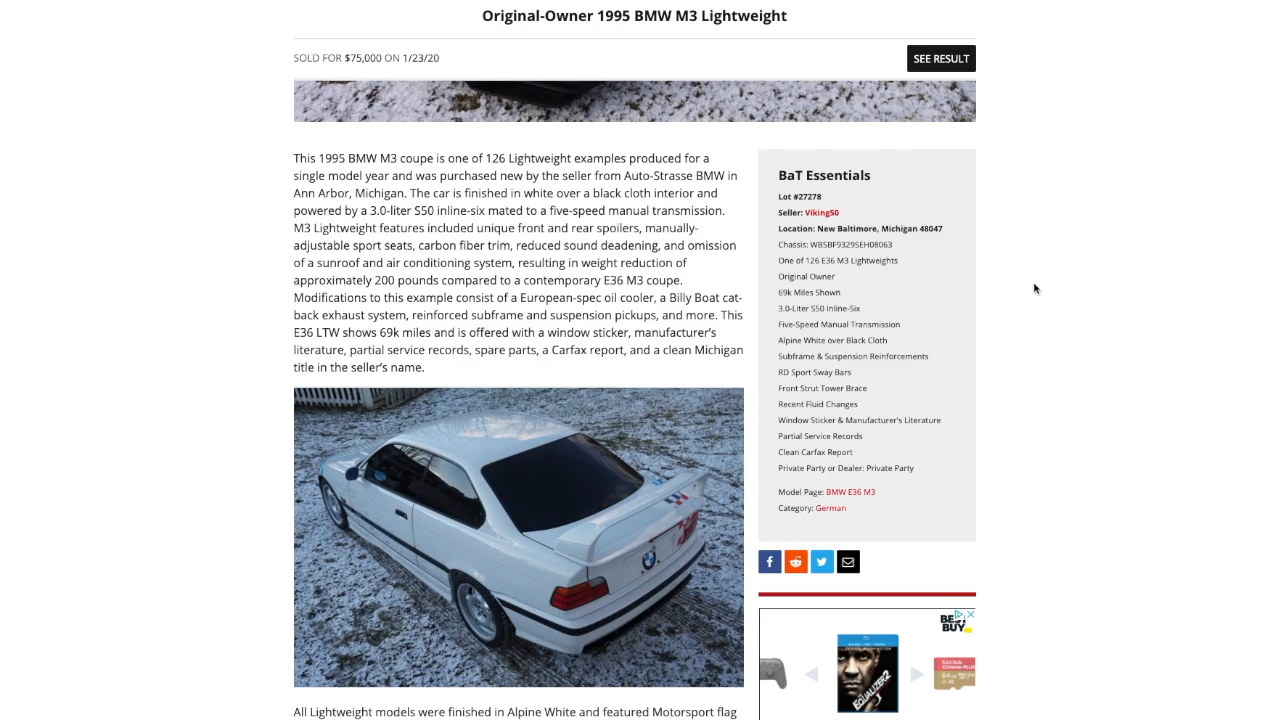 Original-Owner 1995 BMW M3 Lightweight
SOLD FOR $75,000 ON 1/23/20
SEE RESULT
This 1995 BMW M3 coupe is one of 126 Lightweight examples produced for a
single model year and was purchased new by the seller from Auto-Strasse BMW in
Ann Arbor, Michigan. The car is finished in white over a black cloth interior and
powered by a 3.0-liter S50 inline-six mated to a five-speed manual transmission.
M3 Lightweight features included unique front and rear spoilers, manually-
adjustable sport seats, carbon fiber trim, reduced sound deadening, and omission
of a sunroof and air conditioning system, resulting in weight reduction of
approximately 200 pounds compared to a contemporary E36 M3 coupe.
Modifications to this example consist of a European-spec oil cooler, a Billy Boat cat-
back exhaust system, reinforced subframe and suspension pickups, and more. This
E36 LTW shows 69k miles and is offered with a window sticker, manufacturer's
literature, partial service records, spare parts, a Carfax report, and a clean Michigan
title in the seller's name.
All Lightweight models were finished in Alpine White and featured Motorsport flag
BaT Essentials
Lot #27278
Seller: Viking50
Location: New Baltimore, Michigan 48047
Chassis: WBSBF9329SEH08063
One of 126 E36 M3 Lightweights
Original Owner
69k Miles Shown
3.0-Liter S50 Inline-Six
Five-Speed Manual Transmission
Alpine White over Black Cloth
Subframe & Suspension Reinforcements
RD Sport Sway Bars
Front Strut Tower Brace
Recent Fluid Changes
Window Sticker & Manufacturer's Literature
Partial Service Records
Clean Carfax Report
Private Party or Dealer: Private Party
Model Page: BMW E36 M3
Category: German
BEST
BUY
EQUALIZER 2
SanDisk